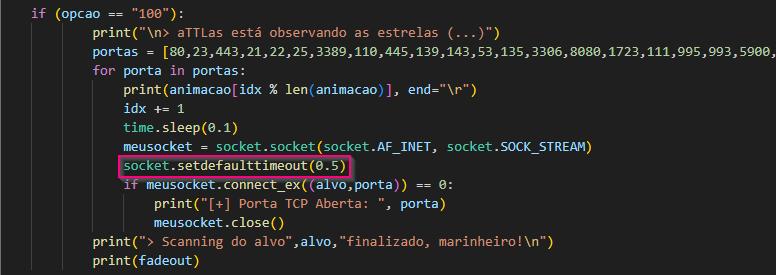 if (opcao == "100"):
print("\n> aTTLas está observando as estrelas (...)")
portas = [80,23,443,21,22,25,3389,110,445,139,143,53,135,3306,8080,1723,111,995,993,5900,
for porta in portas:
print(animacao[idx % len(animacao)], end="\r")
idx += 1
time.sleep(0.1)
meusocket = socket.socket(socket.AF_INET, socket.SOCK_STREAM)
socket.setdefaulttimeout(0.5)
if meusocket.connect_ex((alvo,porta)) == 0:
print("[+] Porta TCP Aberta: ", porta)
meusocket.close()
print("> Scanning do alvo",alvo,"finalizado, marinheiro!\n")
print(fadeout)